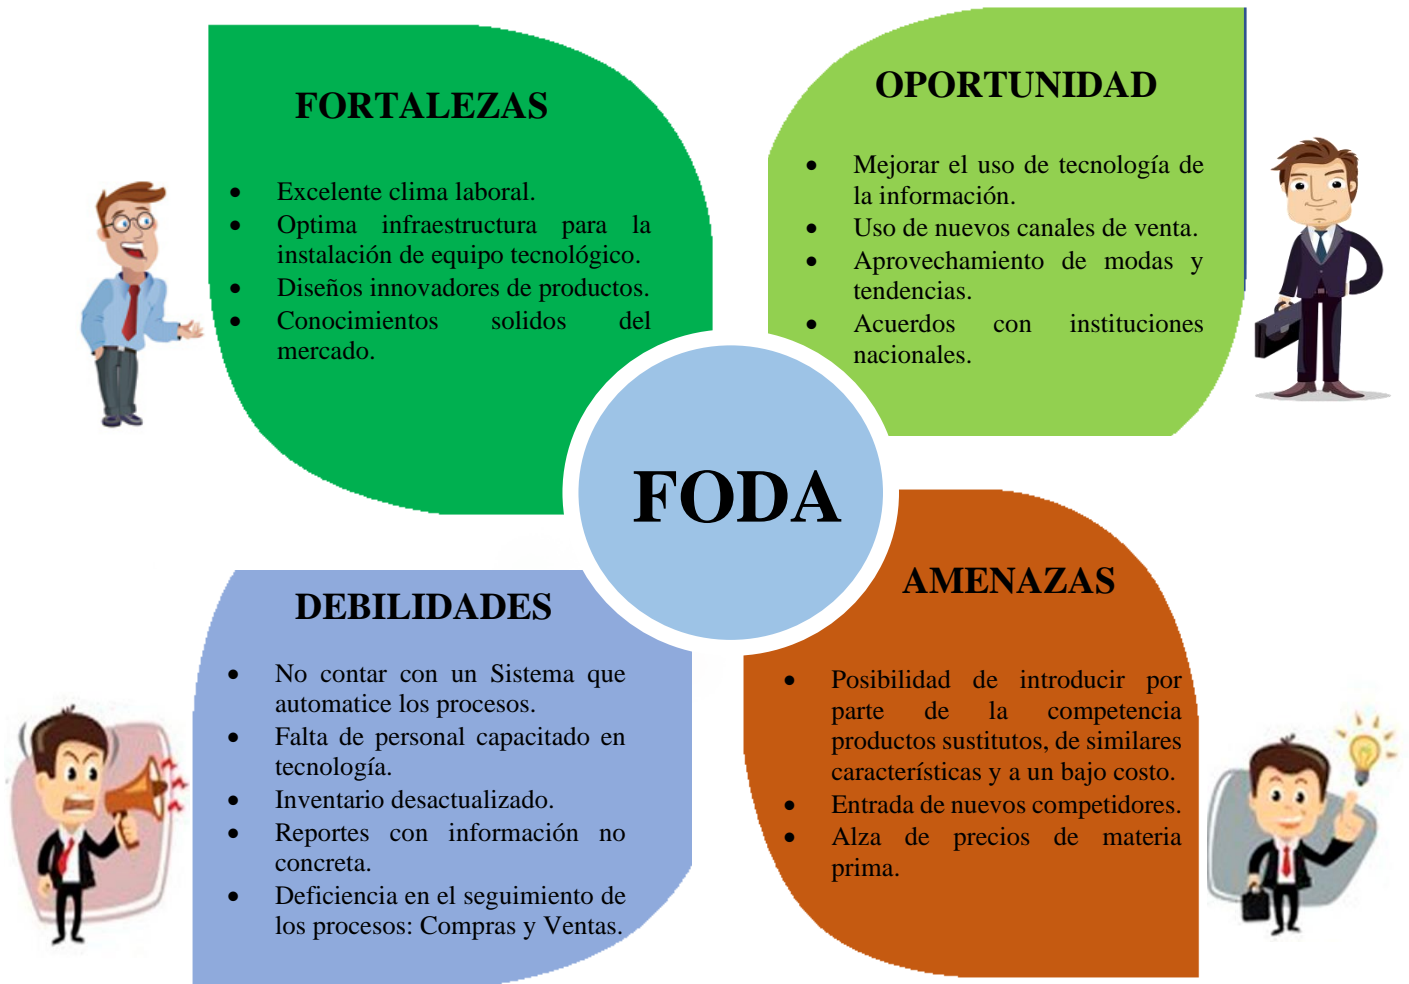 FORTALEZAS
• Excelente clima laboral.
• Optima infraestructura para la
instalación de equipo tecnológico.
• Diseños innovadores de productos.
• Conocimientos solidos del
mercado.
OPORTUNIDAD
• Mejorar el uso de tecnología de
la información.
• Uso de nuevos canales de venta.
• Aprovechamiento de modas y
tendencias.
• Acuerdos con instituciones
nacionales.
FODA
DEBILIDADES
• No contar con un Sistema que
automatice los procesos.
• Falta de personal capacitado en
tecnología.
• Inventario desactualizado.
• Reportes con información no
concreta.
• Deficiencia en el seguimiento de
los procesos: Compras y Ventas.
AMENAZAS
• Posibilidad de introducir por
parte de la competencia
productos sustitutos, de similares
características y a un bajo costo.
• Entrada de nuevos competidores.
• Alza de precios de materia
prima.